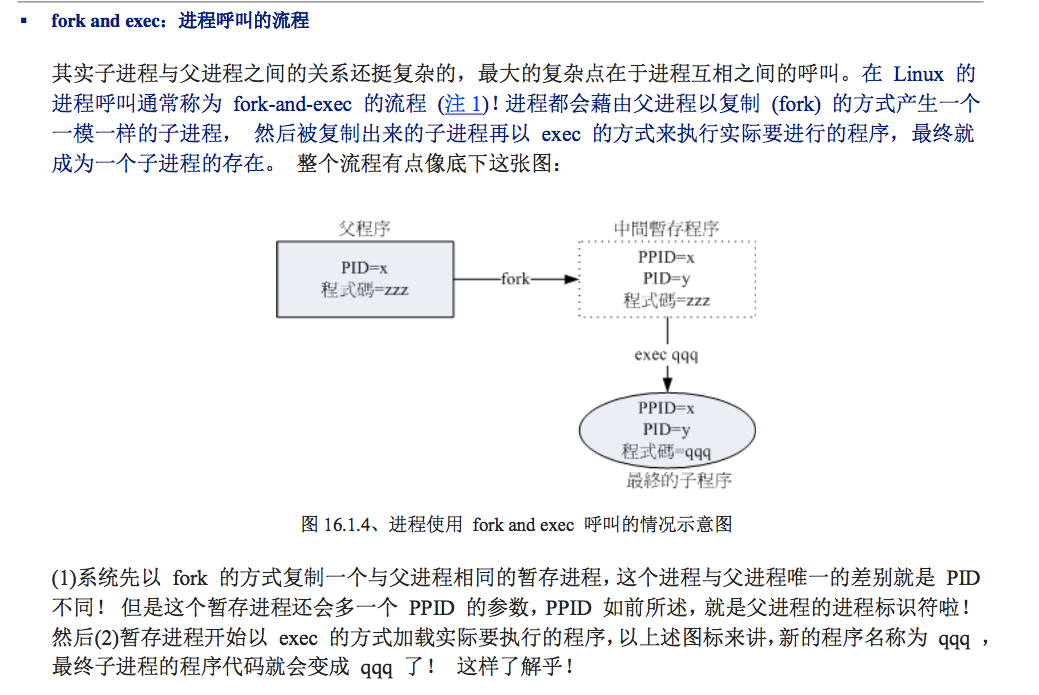 ▪ fork and exec：进程呼叫的流程
其实子进程与父进程之间的关系还挺复杂的，最大的复杂点在于进程互相之间的呼叫。在 Linux 的
进程呼叫通常称为 fork-and-exec 的流程 (注 1)！进程都会藉由父进程以复制 (fork) 的方式产生一个
一模一样的子进程， 然后被复制出来的子进程再以 exec 的方式来执行实际要进行的程序，最终就
成为一个子进程的存在。 整个流程有点像底下这张图：
父程序
PID=x
程式碼=zzz
fork
中間暫存程序
PPID=x
PID=y
程式碼=zzz
exec qqq
PPID=x
PID=y
程式碼=qqq
最終的子程序
图 16.1.4、进程使用 fork and exec 呼叫的情况示意图
(1)系统先以 fork 的方式复制一个与父进程相同的暂存进程，这个进程与父进程唯一的差别就是 PID
不同！ 但是这个暂存进程还会多一个 PPID 的参数，PPID 如前所述，就是父进程的进程标识符啦！
然后(2)暂存进程开始以 exec 的方式加载实际要执行的程序，以上述图标来讲，新的程序名称为 qqq ，
最终子进程的程序代码就会变成 qqq 了！ 这样了解乎！